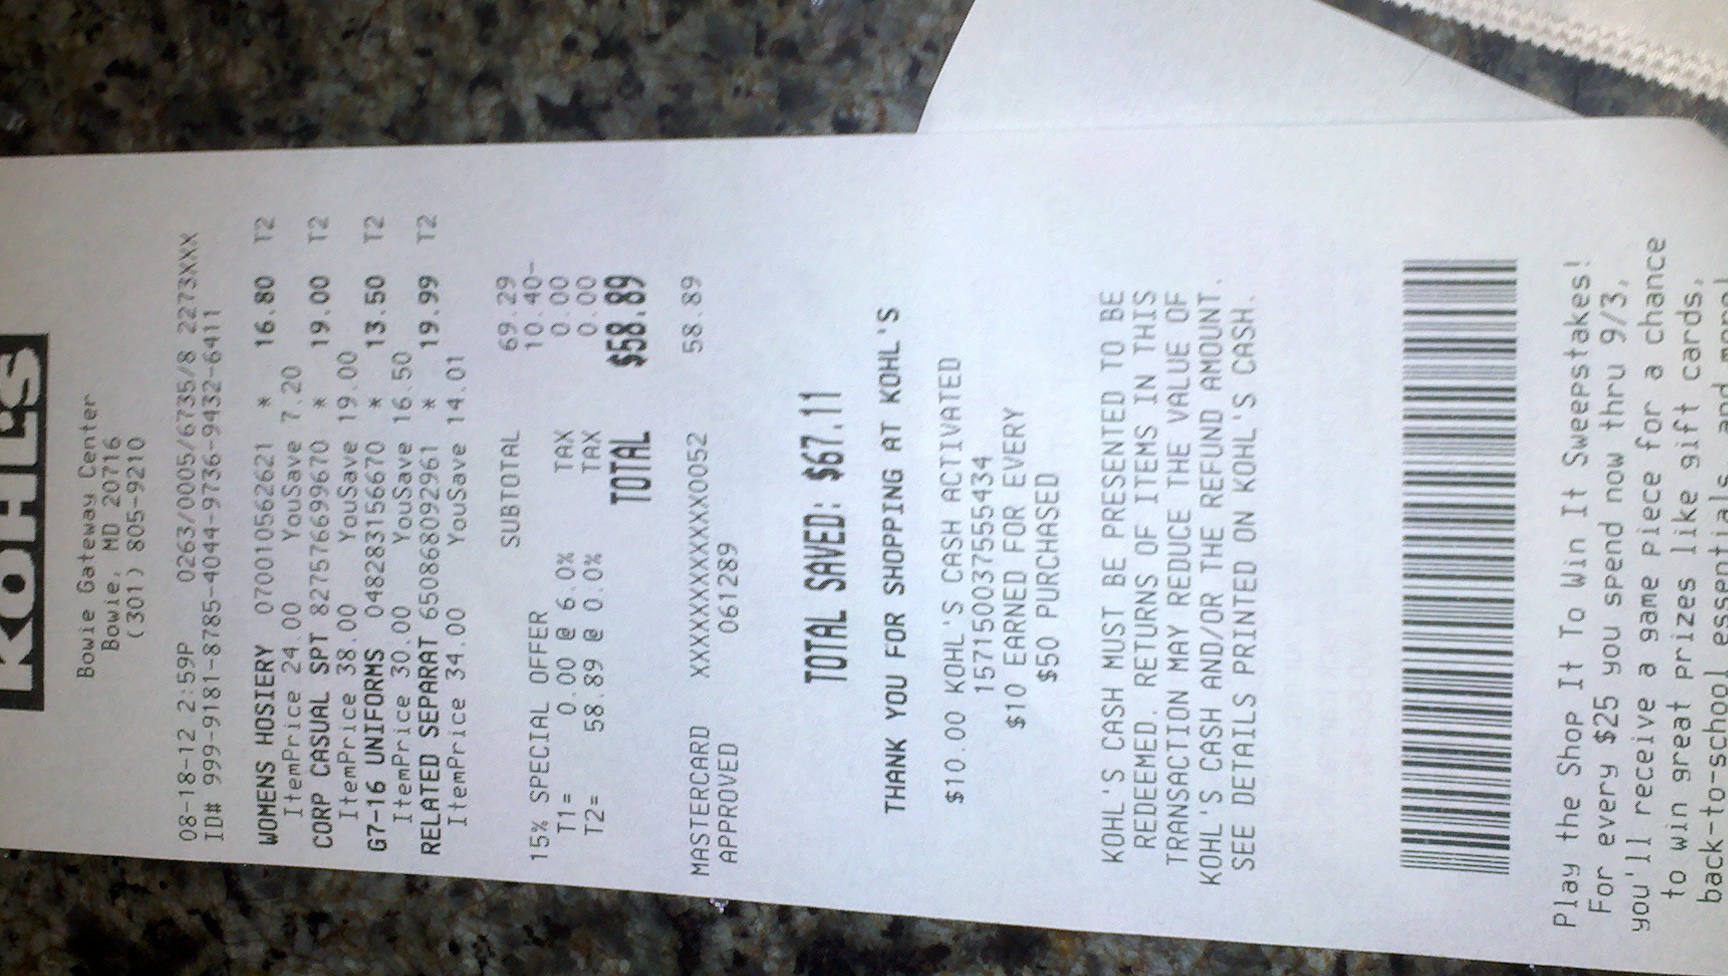 KOHL'S
Bowie Gateway Center
Bowie, MD 20716
(301) 805-9210
08-18-12 2:59P 0263/0005/6735/8 2273XXX
ID# 999-9181-8785-4044-9736-9432-6411
WOMENS HOSIERY 070010562621 * 16.80 T2
ItemPrice 24.00 YouSave 7.20
CORP CASUAL SPT 827576699670 * 19.00 T2
ItemPrice 38.00 YouSave 19.00
G7-16 UNIFORMS 048283156670 * 13.50 T2
ItemPrice 30.00 YouSave 16.50
RELATED SEPARAT 650868092961 * 19.99 T2
ItemPrice 34.00 YouSave 14.01
SUBTOTAL 69.29
15% SPECIAL OFFER 10.40-
T1= 0.00 @ 6.0% TAX 0.00
T2= 58.89 @ 0.0% TAX 0.00
TOTAL $58.89
MASTERCARD XXXXXXXXXXXX0052 58.89
APPROVED 061289
TOTAL SAVED: $67.11
THANK YOU FOR SHOPPING AT KOHL'S
$10.00 KOHL'S CASH ACTIVATED
157150037555434
$10 EARNED FOR EVERY
$50 PURCHASED
KOHL'S CASH MUST BE PRESENTED TO BE
REDEEMED. RETURNS OF ITEMS IN THIS
TRANSACTION MAY REDUCE THE VALUE OF
KOHL'S CASH AND/OR THE REFUND AMOUNT.
SEE DETAILS PRINTED ON KOHL'S CASH.
Play the Shop It To Win It Sweepstakes!
For every $25 you spend now thru 9/3,
you'll receive a game piece for a chance
to win great prizes like gift cards,
back-to-school essentials, and more!